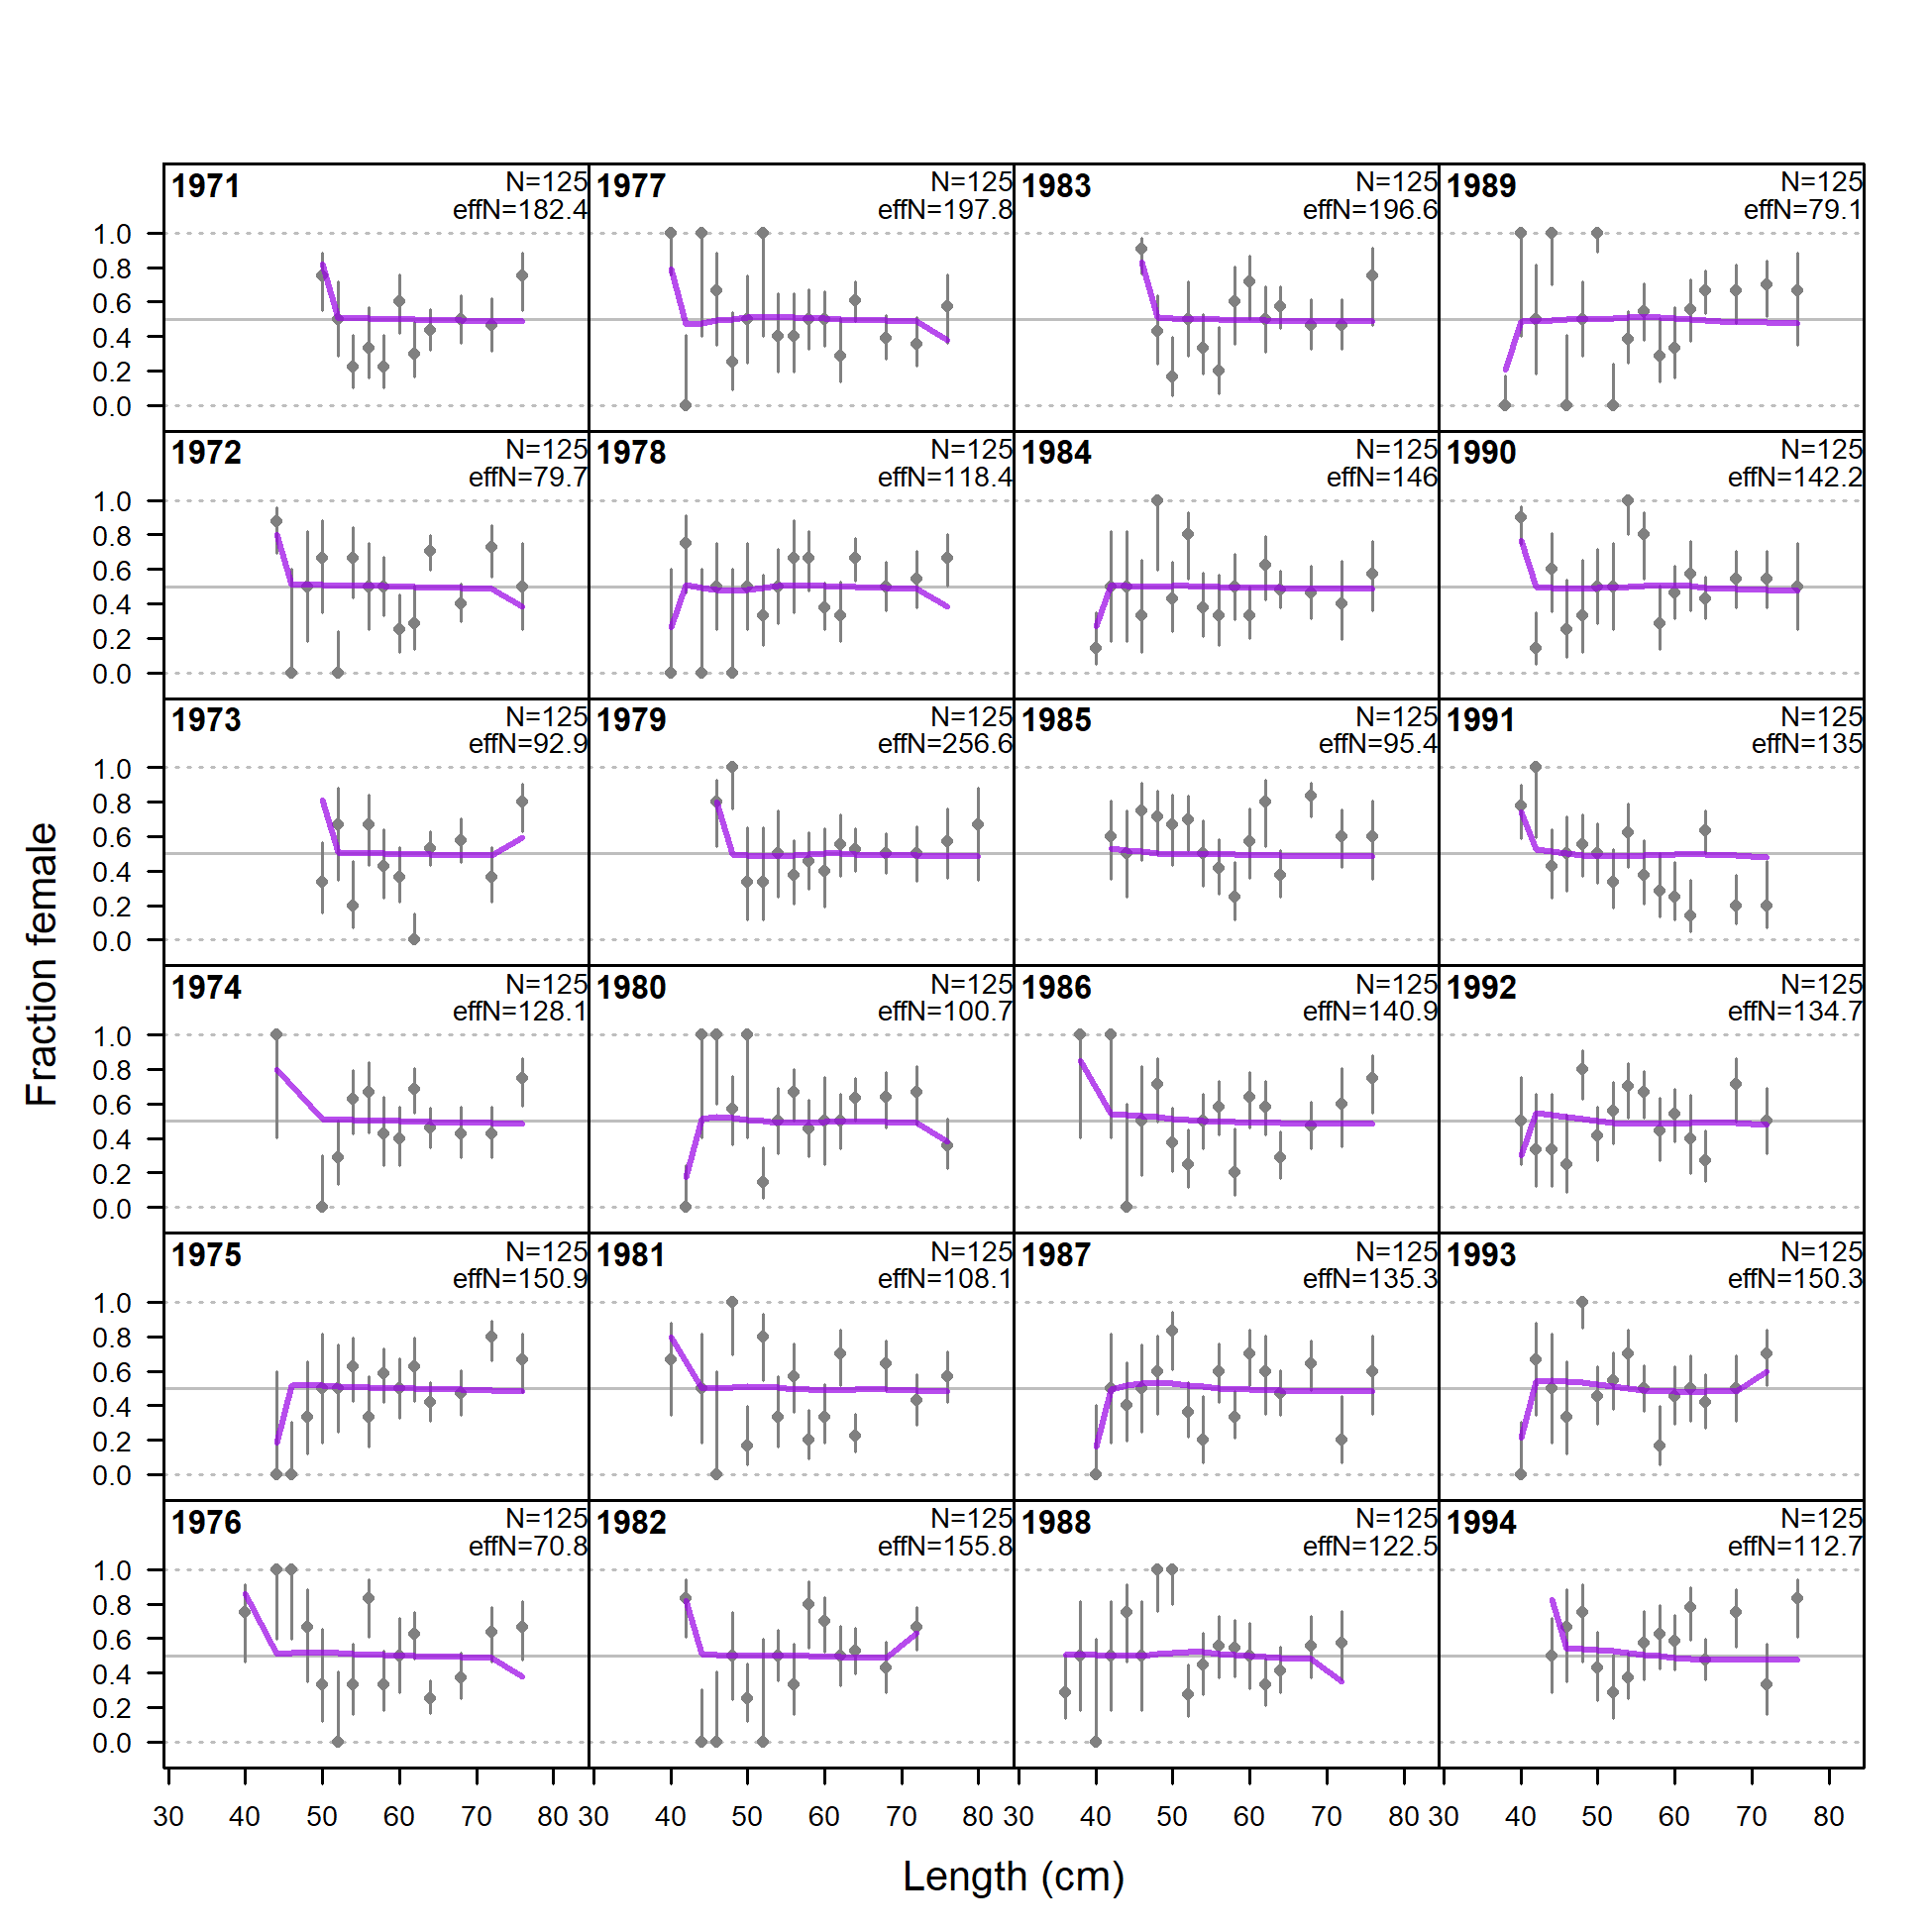 1971 N=125 1977 N=125 1983 N=125 1989 N=125
effN=182.4 effN=197.8 effN=196.6 effN=79.1
1.0
0.8
0.6
0.4
0.2
0.0
1972 N=125 1978 N=125 1984 N=125 1990 N=125
effN=79.7 effN=118.4 effN=146 effN=142.2
1.0
0.8
0.6
0.4
0.2
0.0
1973 N=125 1979 N=125 1985 N=125 1991 N=125
effN=92.9 effN=256.6 effN=95.4 effN=135
1.0
0.8
0.6
0.4
0.2
0.0
Fraction female
1974 N=125 1980 N=125 1986 N=125 1992 N=125
effN=128.1 effN=100.7 effN=140.9 effN=134.7
1.0
0.8
0.6
0.4
0.2
0.0
1975 N=125 1981 N=125 1987 N=125 1993 N=125
effN=150.9 effN=108.1 effN=135.3 effN=150.3
1.0
0.8
0.6
0.4
0.2
0.0
1976 N=125 1982 N=125 1988 N=125 1994 N=125
effN=70.8 effN=155.8 effN=122.5 effN=112.7
1.0
0.8
0.6
0.4
0.2
0.0
30 40 50 60 70 80 30 40 50 60 70 80 30 40 50 60 70 80 30 40 50 60 70 80
Length (cm)